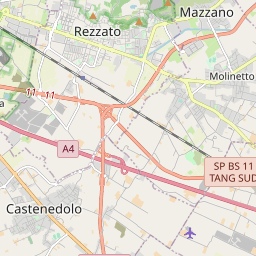 Mazzano
Rezzato
Molinetto
11
11
a
A4
SP BS 11
TANG SUD
Castenedolo